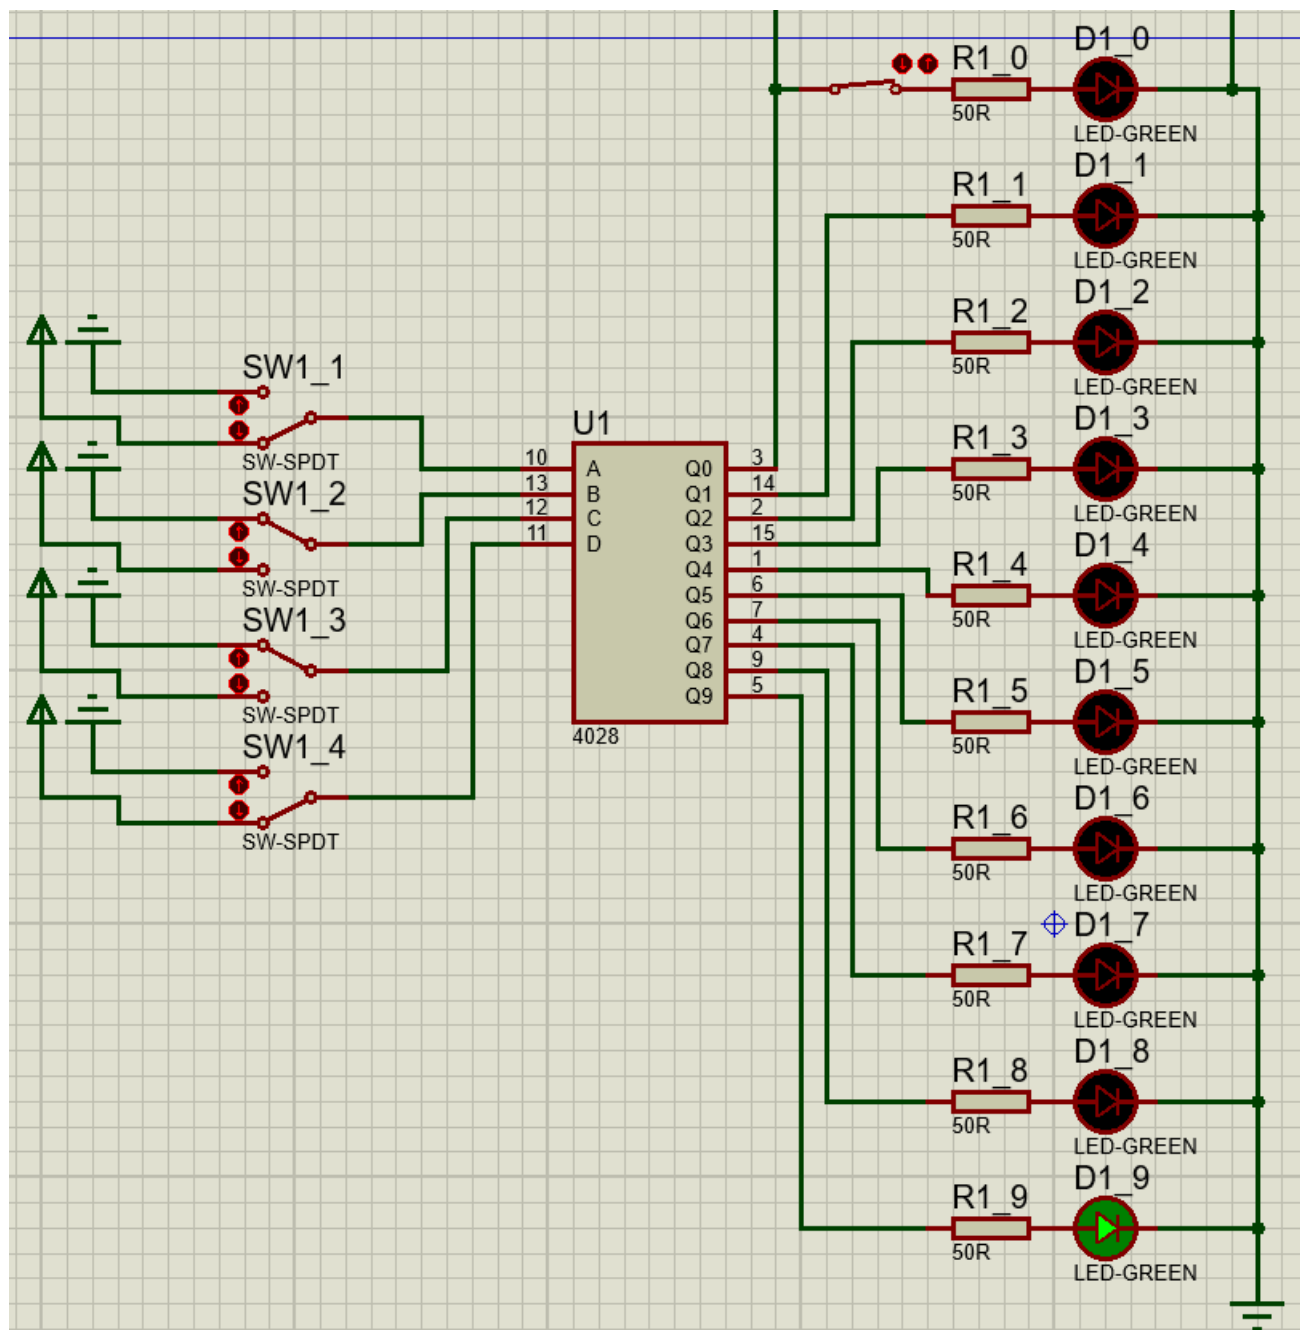 D1_0
R1_0
50R
LED-GREEN
D1_1
R1_1
50R
LED-GREEN
D1_2
R1_2
50R
LED-GREEN
D1_3
R1_3
50R
LED-GREEN
D1_4
R1_4
50R
LED-GREEN
D1_5
R1_5
50R
LED-GREEN
D1_6
R1_6
50R
LED-GREEN
D1_7
R1_7
50R
LED-GREEN
D1_8
R1_8
50R
LED-GREEN
D1_9
R1_9
50R
LED-GREEN
SW1_1
SW-SPDT
SW1_2
SW-SPDT
SW1_3
SW-SPDT
SW1_4
SW-SPDT
U1
10 A Q0 3
13 B Q1 14
12 C Q2 2
11 D Q3 15
Q4 1
Q5 6
Q6 7
Q7 4
Q8 9
Q9 5
4028